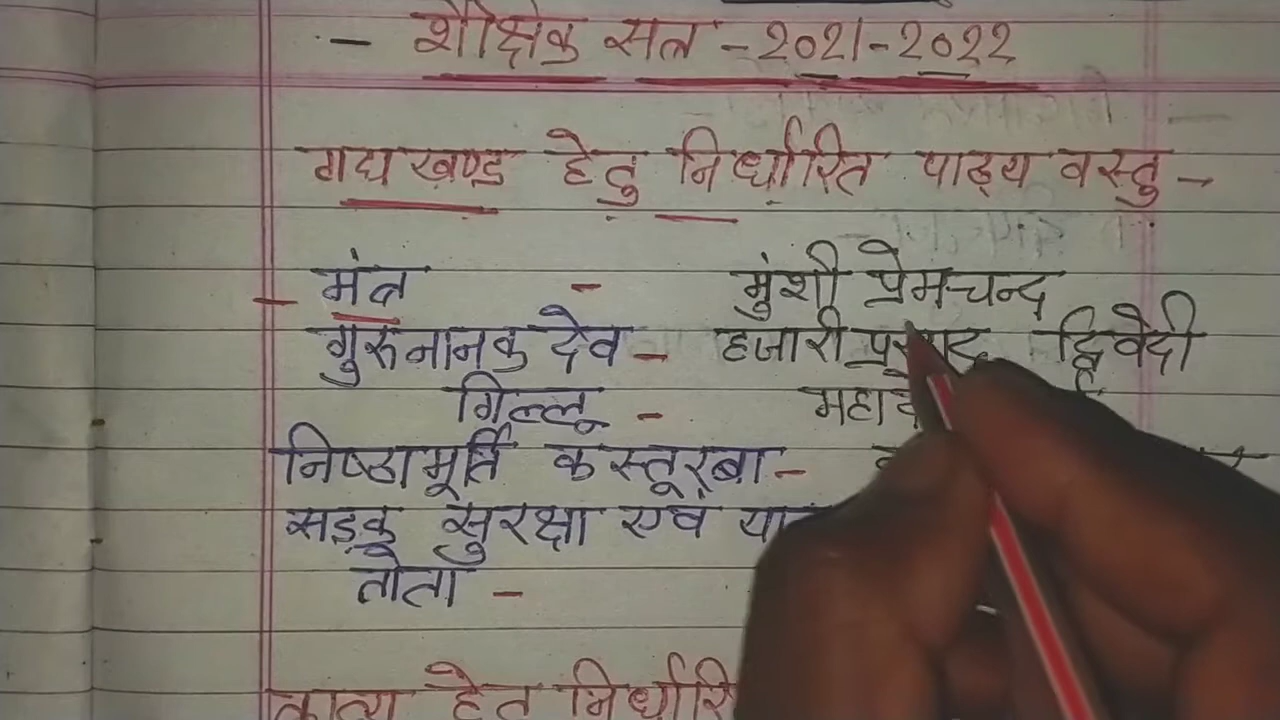 - शैक्षिक सत्र - 2021-2022
गद्य खण्ड हेतु निर्धारित पाठ्य वस्तु -
- मंत्र - मुंशी प्रेमचन्द
गुरुनानक देव - हजारी प्रसाद द्विवेदी
गिल्लू -
निष्ठामूर्ति कस्तूरबा -
सड़क सुरक्षा एवं
तोता -
काव्य हेतु